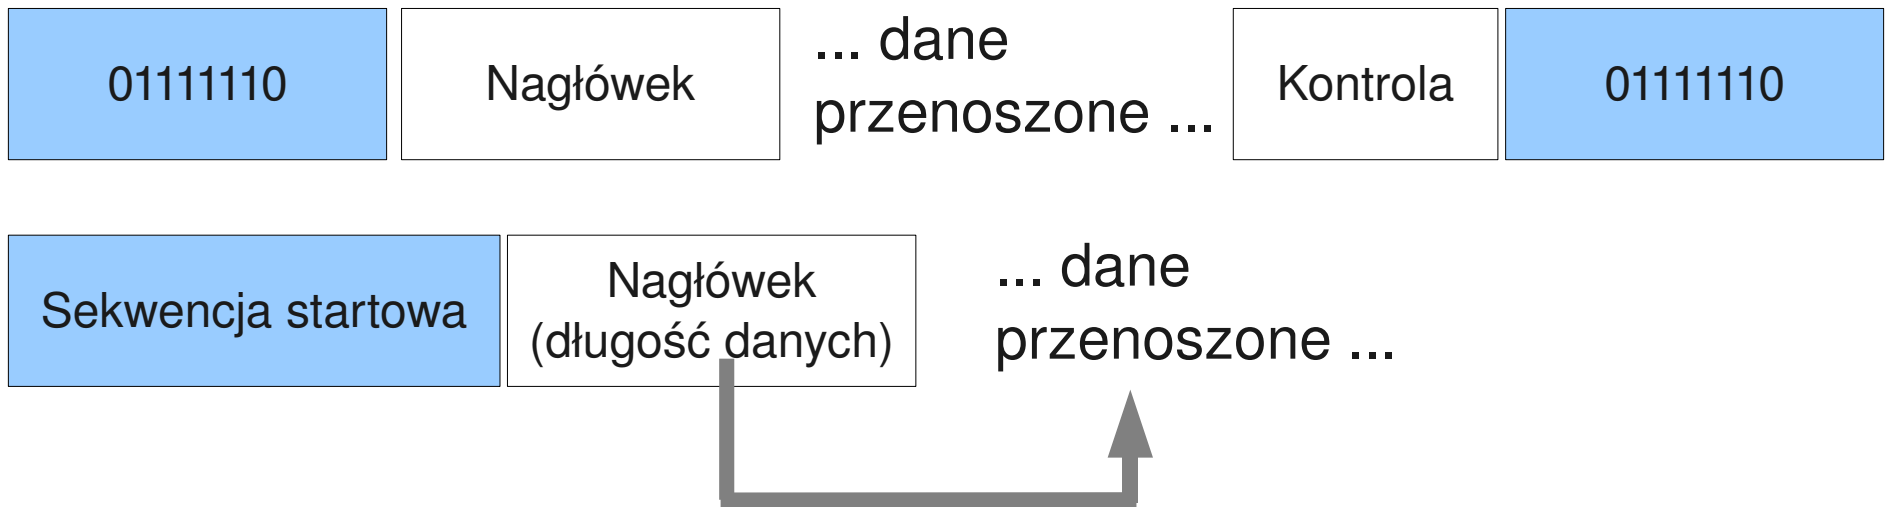 01111110
Nagłówek
... dane
przenoszone ...
Kontrola
01111110
Sekwencja startowa
Nagłówek
(długość danych)
... dane
przenoszone ...